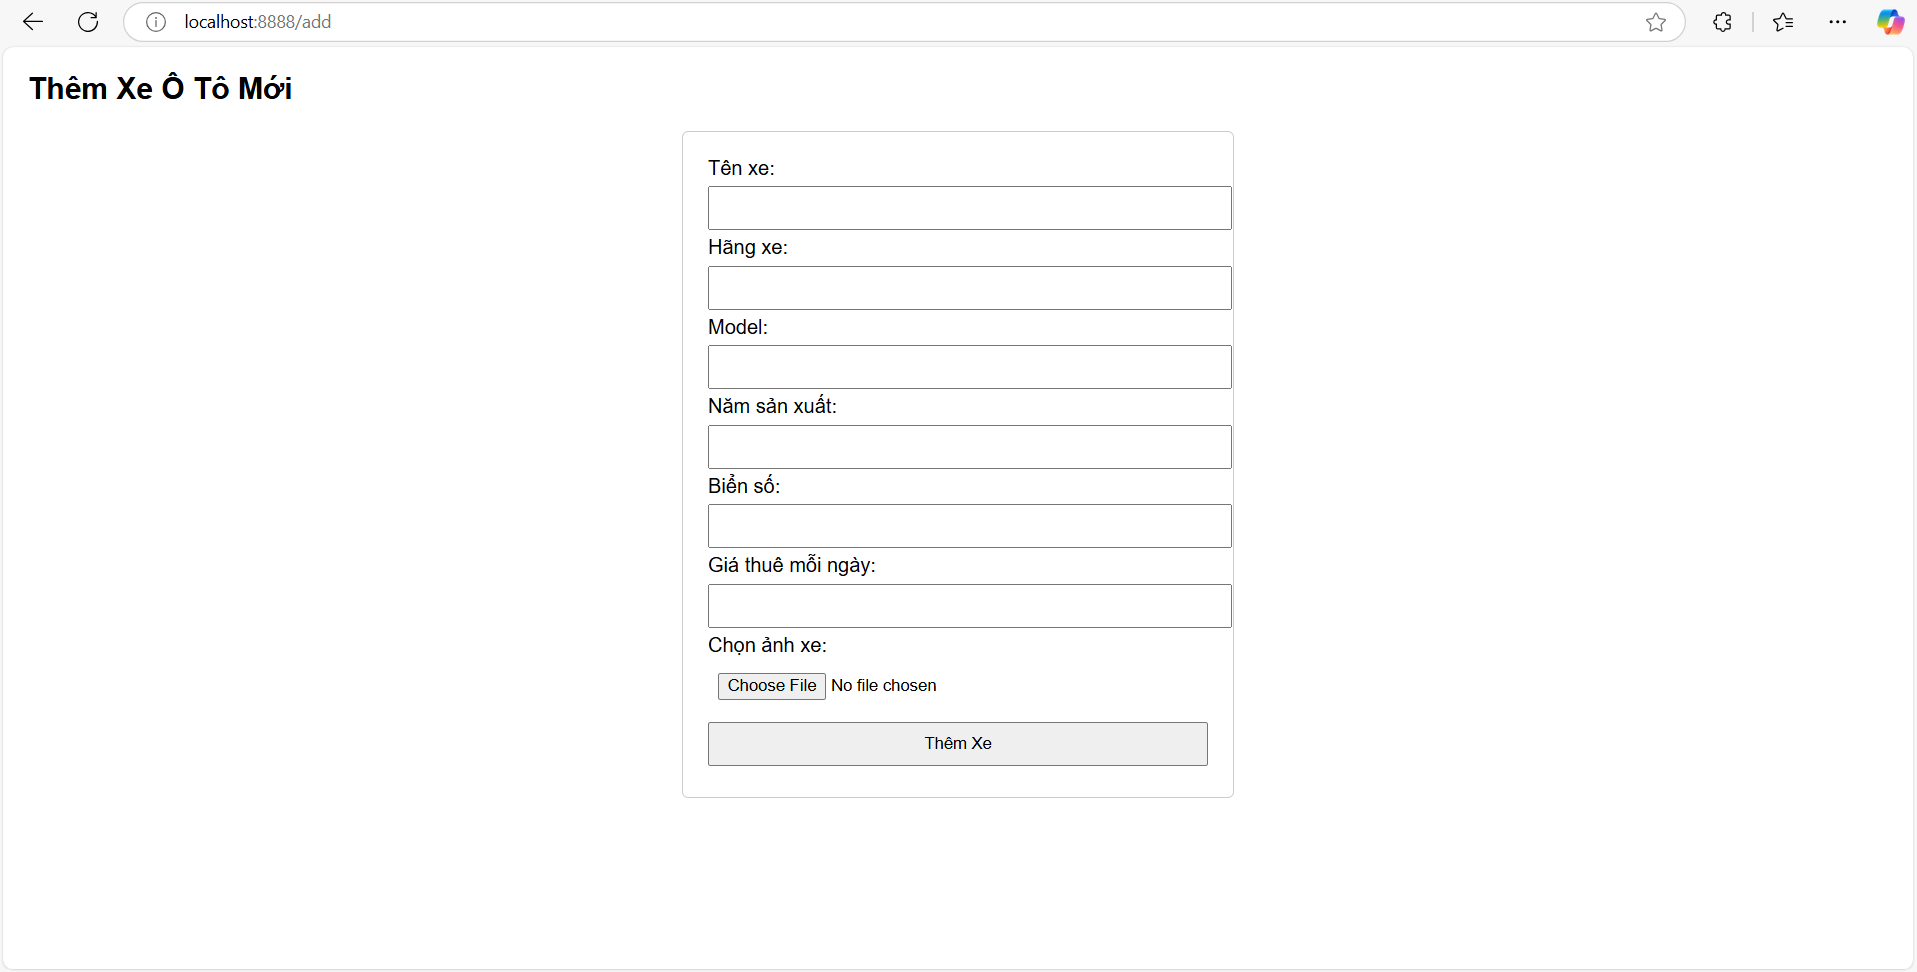 localhost:8888/add
Thêm Xe Ô Tô Mới
Tên xe:
Hãng xe:
Model:
Năm sản xuất:
Biển số:
Giá thuê mỗi ngày:
Chọn ảnh xe:
Choose File No file chosen
Thêm Xe